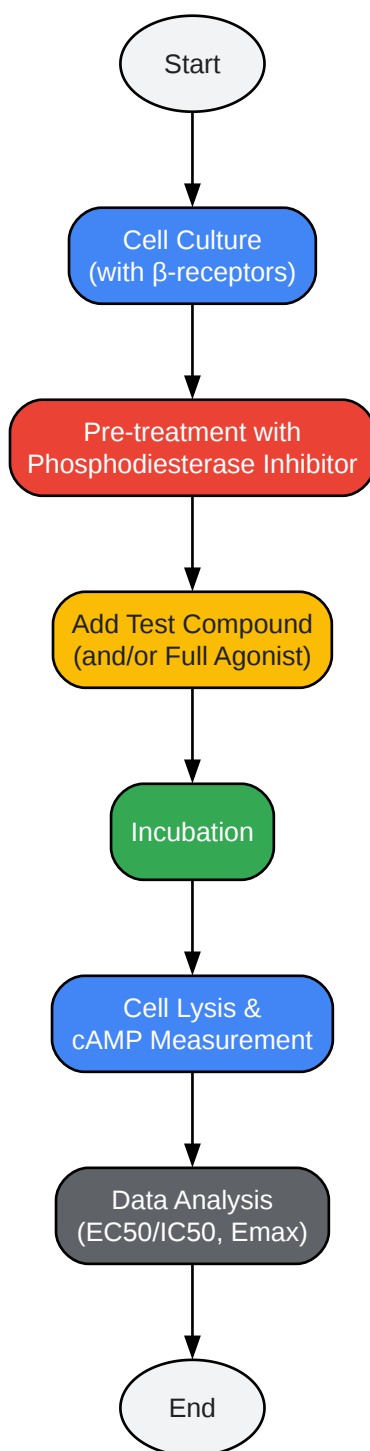 Start
Cell Culture
(with β-receptors)
Pre-treatment with
Phosphodiesterase Inhibitor
Add Test Compound
(and/or Full Agonist)
Incubation
Cell Lysis &
cAMP Measurement
Data Analysis
(EC50/IC50, Emax)
End